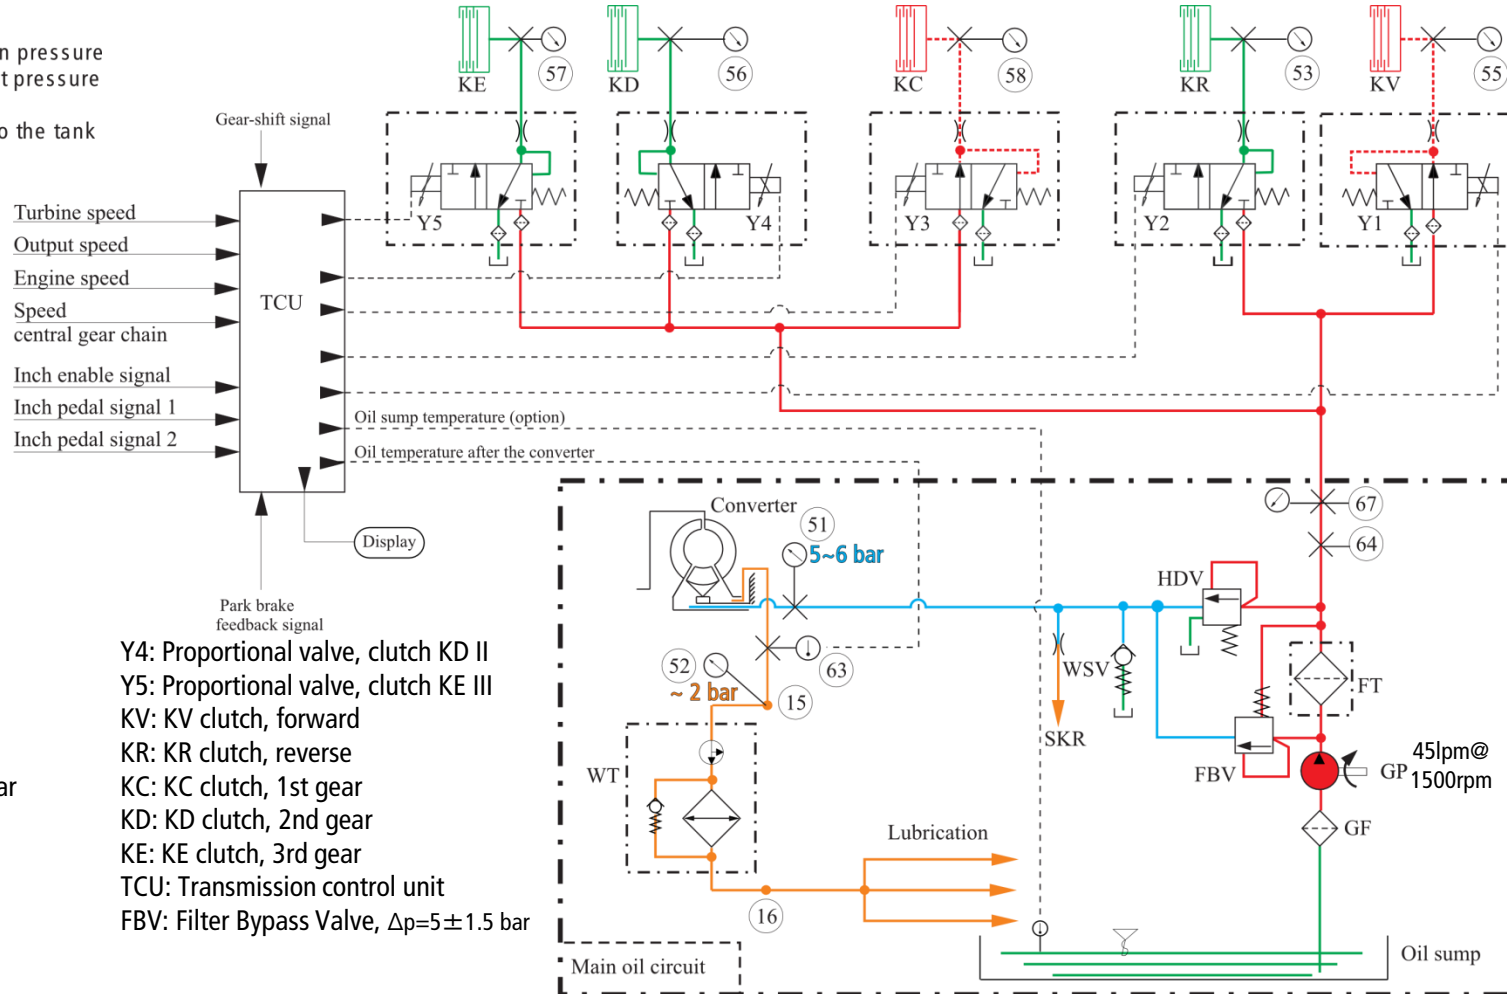 n pressure
t pressure
o the tank
KE
57
KD
56
KC
58
KR
53
KV
55
Gear-shift signal
Y5
Y4
Y3
Y2
Y1
Turbine speed
Output speed
Engine speed
Speed
central gear chain
Inch enable signal
Inch pedal signal 1
Inch pedal signal 2
TCU
Oil sump temperature (option)
Oil temperature after the converter
Display
Park brake
feedback signal
Converter
51
5~6 bar
67
64
HDV
52
~ 2 bar
63
15
WSV
SKR
FT
FBV
GP
45lpm@
1500rpm
GF
WT
Lubrication
16
Main oil circuit
Oil sump
Y4: Proportional valve, clutch KD II
Y5: Proportional valve, clutch KE III
KV: KV clutch, forward
KR: KR clutch, reverse
ar
KC: KC clutch, 1st gear
KD: KD clutch, 2nd gear
KE: KE clutch, 3rd gear
TCU: Transmission control unit
FBV: Filter Bypass Valve, Δp=5±1.5 bar